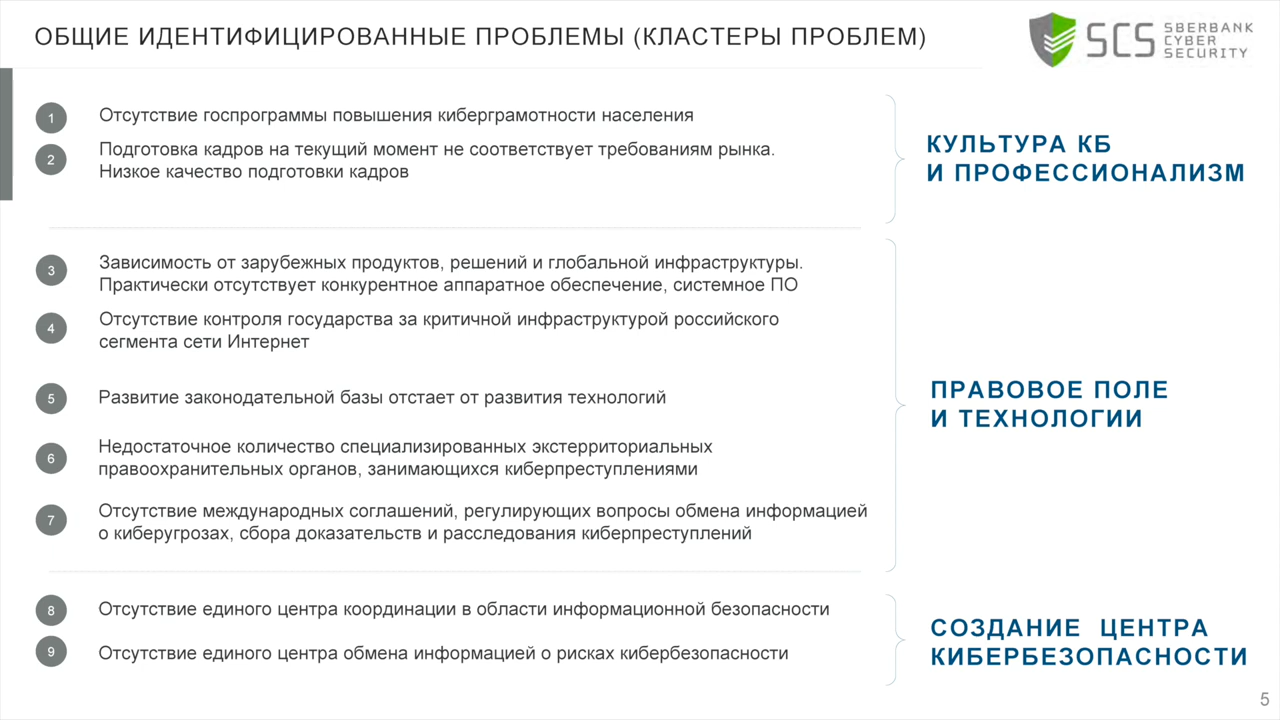 ОБЩИЕ ИДЕНТИФИЦИРОВАННЫЕ ПРОБЛЕМЫ (КЛАСТЕРЫ ПРОБЛЕМ)
SCS SBERBANK
CYBER
SECURITY
1 Отсутствие госпрограммы повышения киберграмотности населения
2 Подготовка кадров на текущий момент не соответствует требованиям рынка.
Низкое качество подготовки кадров
КУЛЬТУРА КБ
И ПРОФЕССИОНАЛИЗМ
3 Зависимость от зарубежных продуктов, решений и глобальной инфраструктуры.
Практически отсутствует конкурентное аппаратное обеспечение, системное ПО
4 Отсутствие контроля государства за критичной инфраструктурой российского
сегмента сети Интернет
5 Развитие законодательной базы отстает от развития технологий
6 Недостаточное количество специализированных экстерриториальных
правоохранительных органов, занимающихся киберпреступлениями
7 Отсутствие международных соглашений, регулирующих вопросы обмена информацией
о киберугрозах, сбора доказательств и расследования киберпреступлений
ПРАВОВОЕ ПОЛЕ
И ТЕХНОЛОГИИ
8 Отсутствие единого центра координации в области информационной безопасности
9 Отсутствие единого центра обмена информацией о рисках кибербезопасности
СОЗДАНИЕ ЦЕНТРА
КИБЕРБЕЗОПАСНОСТИ
5